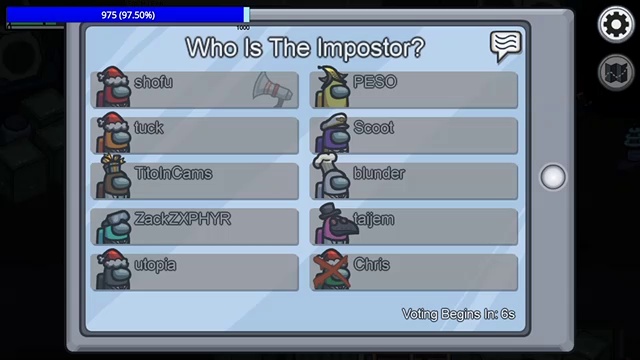 975 (97.50%)
1000
Who Is The Impostor?
shofu
PESO
tuck
Scoot
TitoInCams
blunder
ZackZXPHYR
taijem
utopia
Chris
Voting Begins In: 6s